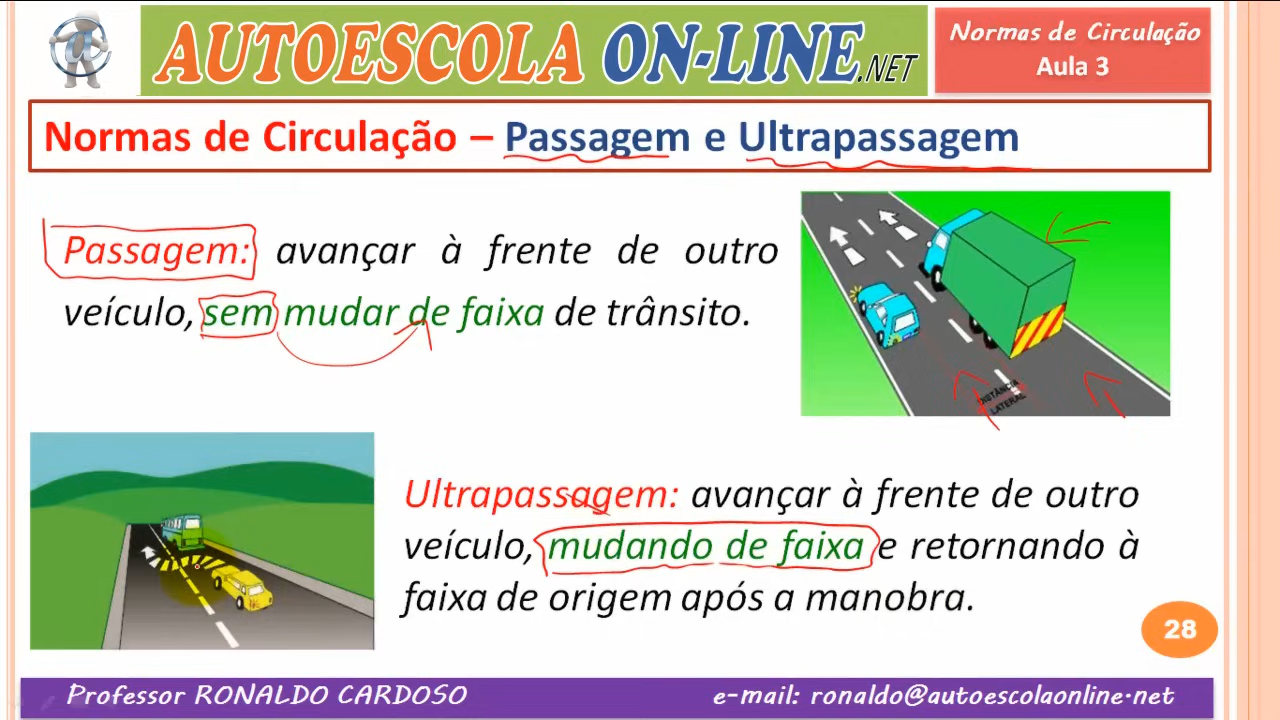 AUTOESCOLA ON-LINE.NET
Normas de Circulação
Aula 3
Normas de Circulação – Passagem e Ultrapassagem
Passagem: avançar à frente de outro
veículo, sem mudar de faixa de trânsito.
DISTÂNCIA
LATERAL
Ultrapassagem: avançar à frente de outro
veículo, mudando de faixa e retornando à
faixa de origem após a manobra.
28
Professor RONALDO CARDOSO
e-mail: ronaldo@autoescolaonline.net